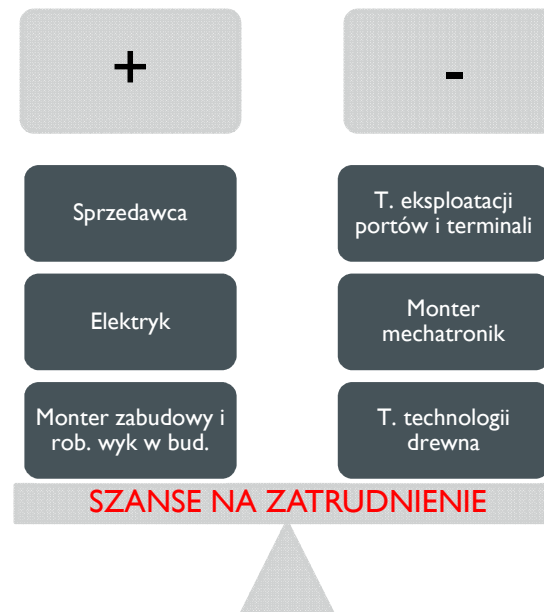 +
-
Sprzedawca
T. eksploatacji
portów i terminali
Elektryk
Monter
mechatronik
Monter zabudowy i
rob. wyk w bud.
T. technologii
drewna
SZANSE NA ZATRUDNIENIE